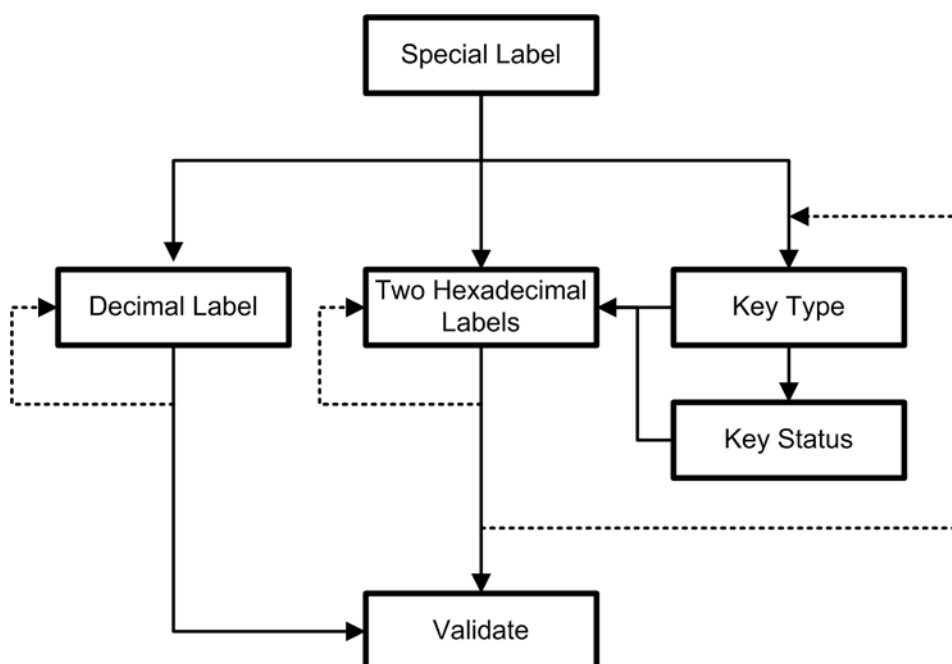 Special Label
Decimal Label
Two Hexadecimal
Labels
Key Type
Key Status
Validate